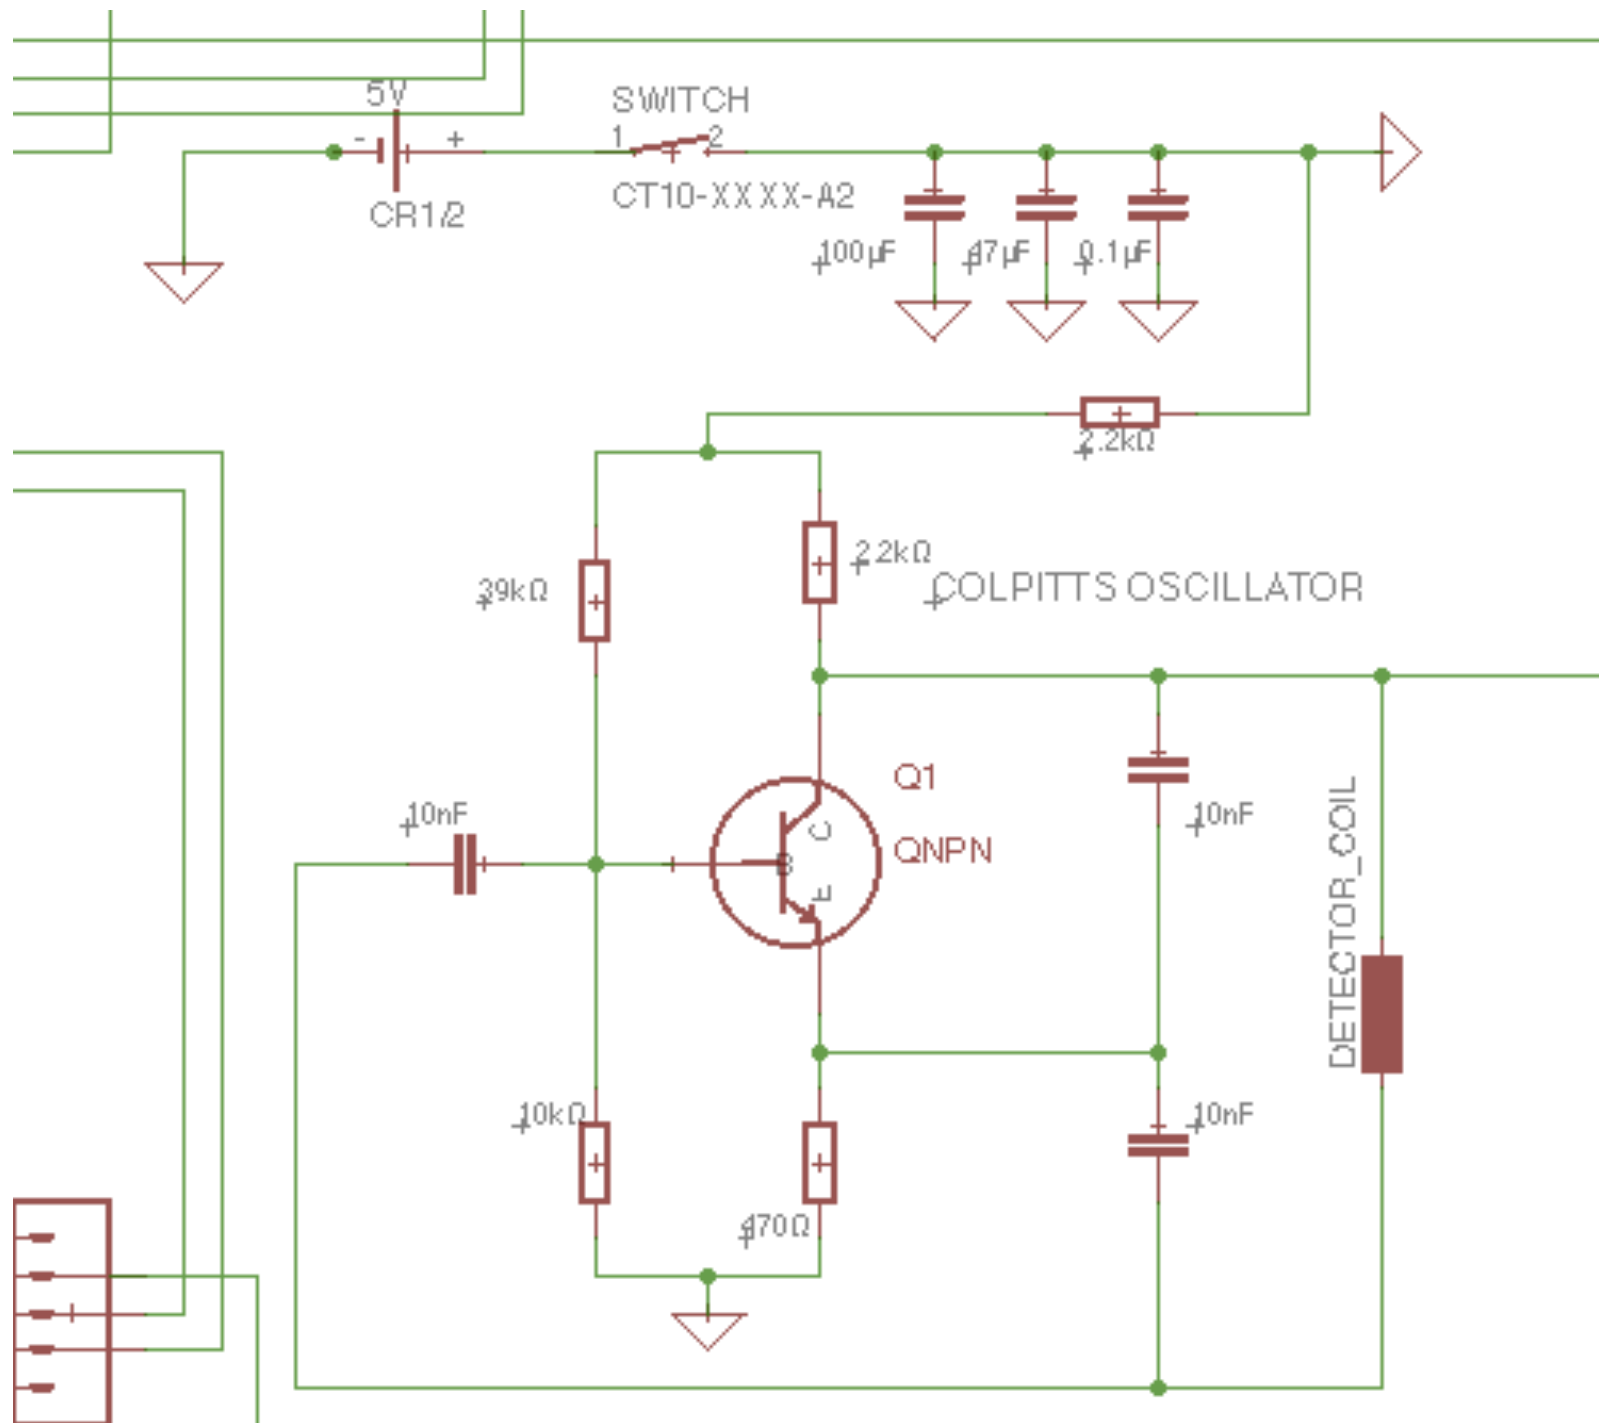 5V
- +
CR1/2
SWITCH
1 2
CT10-XXXX-A2
100µF
47µF
0.1µF
2.2kΩ
39kΩ
2.2kΩ
COLPITTS OSCILLATOR
10nF
Q1
QNPN
C
B
E
10nF
DETECTOR_COIL
10kΩ
470Ω
10nF